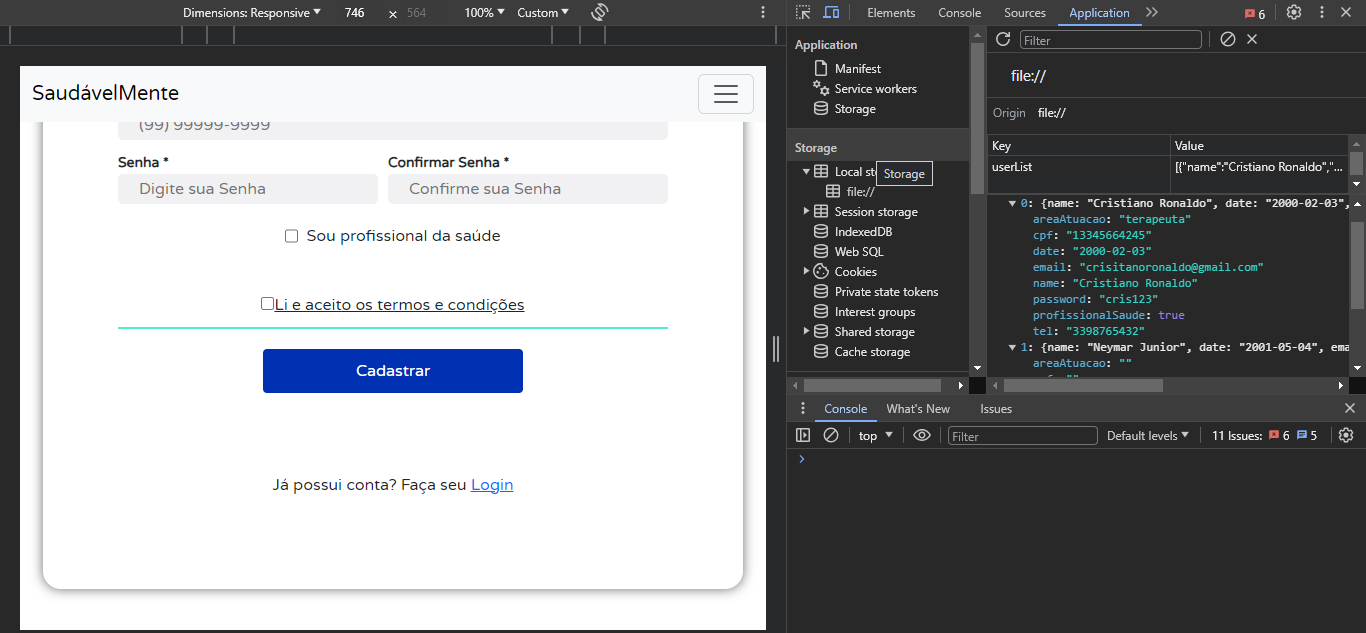 Dimensions: Responsive 746 × 564 100% Custom
SaudávelMente
(99) 99999-9999
Senha * Confirmar Senha *
Digite sua Senha Confirme sua Senha
Sou profissional da saúde
Li e aceito os termos e condições
Cadastrar
Já possui conta? Faça seu Login
Elements Console Sources Application 6
Application
Manifest
Service workers
Storage
Storage
Local st
Storage
file://
Session storage
IndexedDB
Web SQL
Cookies
Private state tokens
Interest groups
Shared storage
Cache storage
Filter
file://
Origin file://
Key Value
userList [{"name":"Cristiano Ronaldo","...
0: {name: "Cristiano Ronaldo", date: "2000-02-03",
areaAtuacao: "terapeuta"
cpf: "13345664245"
date: "2000-02-03"
email: "crisitanoronaldo@gmail.com"
name: "Cristiano Ronaldo"
password: "cris123"
profissionalSaude: true
tel: "3398765432"
1: {name: "Neymar Junior", date: "2001-05-04", ema
areaAtuacao: ""
Console What's New Issues
top Filter Default levels 11 Issues: 6 5